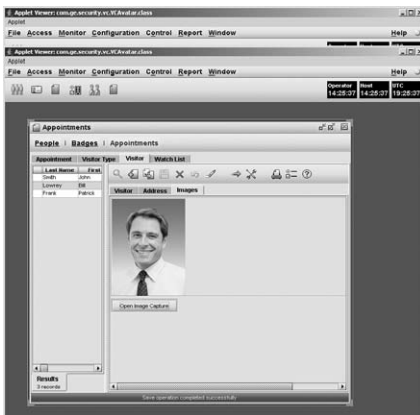 Applet Viewer: com.ge.security.vc.VCAvatar.class
Applet
File Access Monitor Configuration Control Report Window Help
Applet Viewer: com.ge.security.vc.VCAvatar.class
Applet
File Access Monitor Configuration Control Report Window Help
Operator Host UTC
14:25:37 14:25:37 19:25:37
Appointments
People | Badges | Appointments
Appointment Visitor Type Visitor Watch List
Last Name First
Smith John
Lowrey Bill
Frank Patrick
Visitor Address Images
Open Image Capture
Results
3 records
Save operation completed successfully